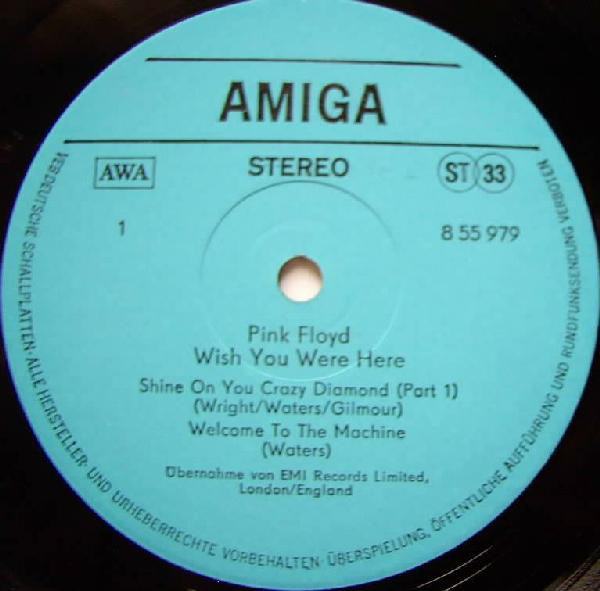 AMIGA
AWA
STEREO
ST 33
1
8 55 979
Pink Floyd
Wish You Were Here
Shine On You Crazy Diamond (Part 1)
(Wright/Waters/Gilmour)
Welcome To The Machine
(Waters)
Übernahme von EMI Records Limited,
London/England
VEB DEUTSCHE SCHALLPLATTEN · ALLE HERSTELLER- UND URHEBERRECHTE VORBEHALTEN · ÜBERSPIELUNG, ÖFFENTLICHE AUFFÜHRUNG UND RUNDFUNKSENDUNG VERBOTEN